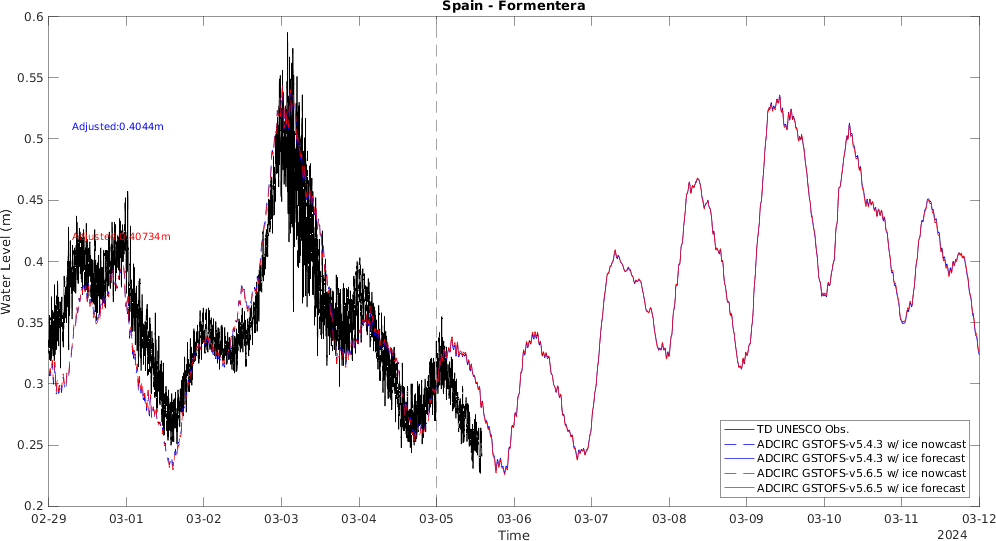 Spain - Formentera
0.6
0.55
0.5
0.45
0.4
0.35
0.3
0.25
0.2
Water Level (m)
Adjusted:0.4044m
Adjusted:0.40734m
TD UNESCO Obs.
ADCIRC GSTOFS-v5.4.3 w/ ice nowcast
ADCIRC GSTOFS-v5.4.3 w/ ice forecast
ADCIRC GSTOFS-v5.6.5 w/ ice nowcast
ADCIRC GSTOFS-v5.6.5 w/ ice forecast
02-29 03-01 03-02 03-03 03-04 03-05 03-06 03-07 03-08 03-09 03-10 03-11 03-12
Time
2024